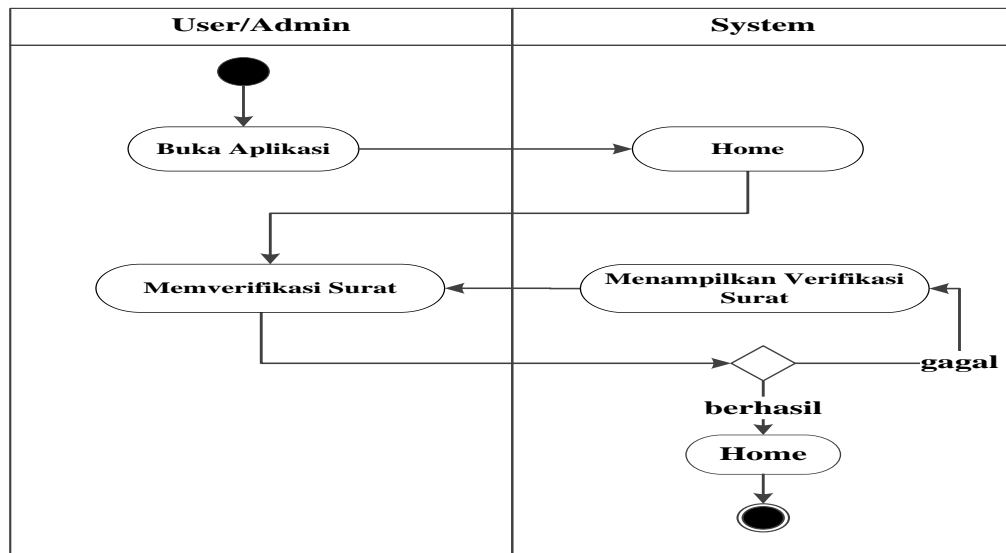 User/Admin
System
Buka Aplikasi
Home
Memverifikasi Surat
Menampilkan Verifikasi
Surat
gagal
berhasil
Home